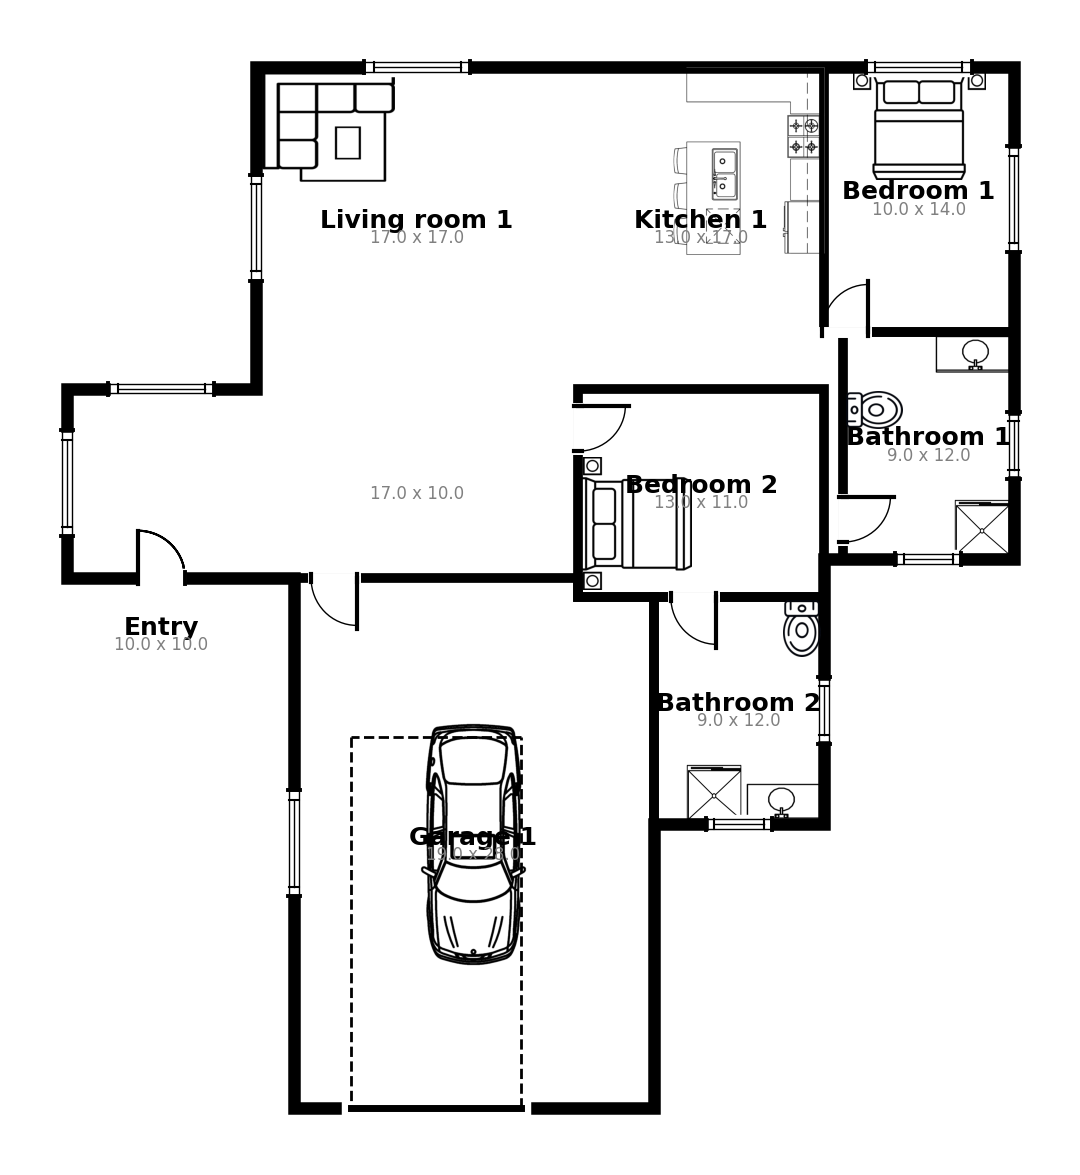 Bedroom 1
10.0 x 14.0
Living room 1
17.0 x 17.0
Kitchen 1
13.0 x 17.0
Bathroom 1
9.0 x 12.0
17.0 x 10.0
Bedroom 2
13.0 x 11.0
Entry
10.0 x 10.0
Bathroom 2
9.0 x 12.0
Garage 1
19.0 x 28.0